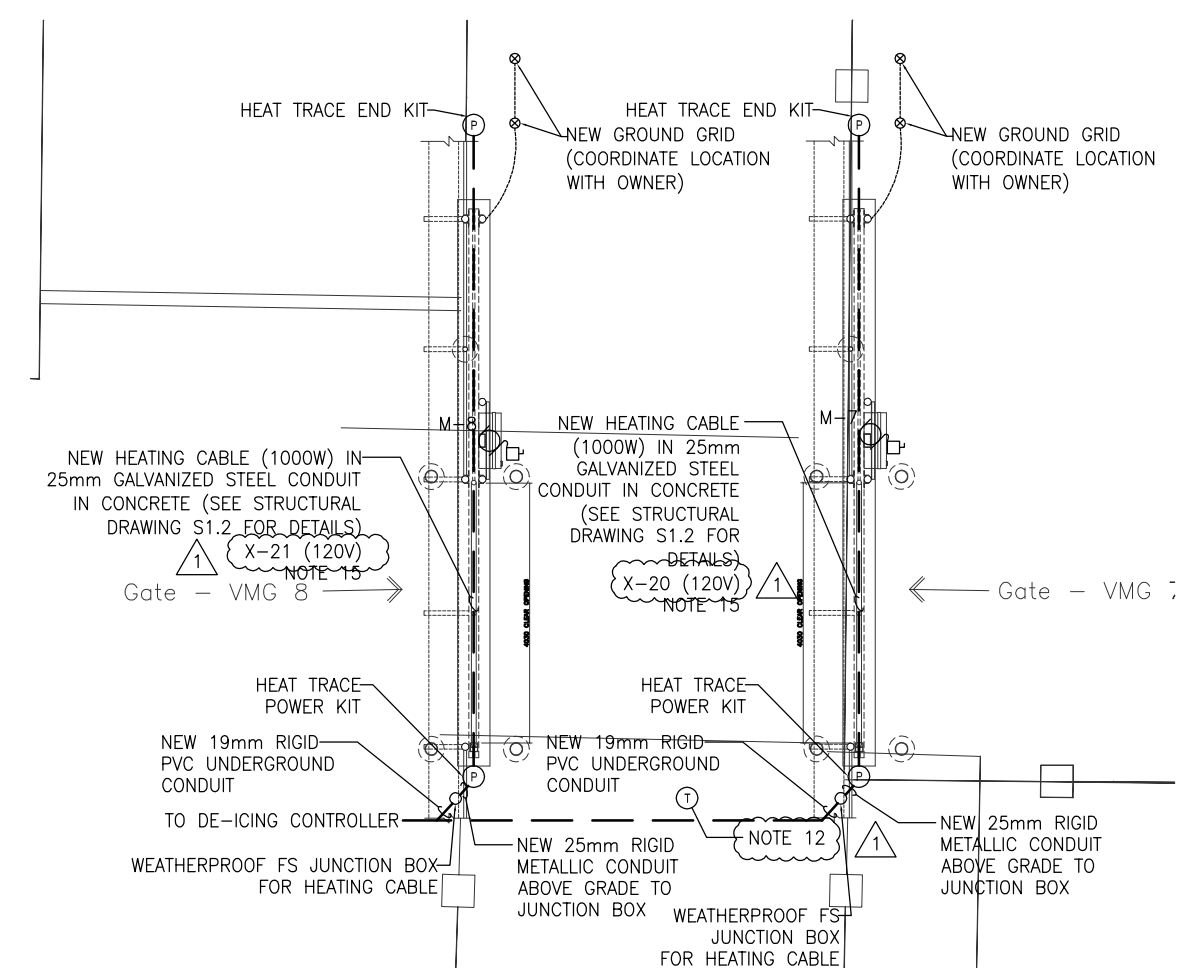 HEAT TRACE END KIT
P
NEW GROUND GRID
(COORDINATE LOCATION
WITH OWNER)
HEAT TRACE END KIT
P
NEW GROUND GRID
(COORDINATE LOCATION
WITH OWNER)
M-8
NEW HEATING CABLE (1000W) IN
25mm GALVANIZED STEEL CONDUIT
IN CONCRETE (SEE STRUCTURAL
DRAWING S1.2 FOR DETAILS)
X-21 (120V)
NOTE 15
1
Gate - VMG 8
4030 CLEAR OPENING
M-7
NEW HEATING CABLE
(1000W) IN 25mm
GALVANIZED STEEL
CONDUIT IN CONCRETE
(SEE STRUCTURAL
DRAWING S1.2 FOR
DETAILS)
X-20 (120V)
NOTE 15
1
4030 CLEAR OPENING
Gate - VMG
HEAT TRACE
POWER KIT
NEW 19mm RIGID
PVC UNDERGROUND
CONDUIT
P
TO DE-ICING CONTROLLER
WEATHERPROOF FS JUNCTION BOX
FOR HEATING CABLE
NEW 25mm RIGID
METALLIC CONDUIT
ABOVE GRADE TO
JUNCTION BOX
HEAT TRACE
POWER KIT
NEW 19mm RIGID
PVC UNDERGROUND
CONDUIT
P
T
NOTE 12
1
NEW 25mm RIGID
METALLIC CONDUIT
ABOVE GRADE TO
JUNCTION BOX
WEATHERPROOF FS
JUNCTION BOX
FOR HEATING CABLE